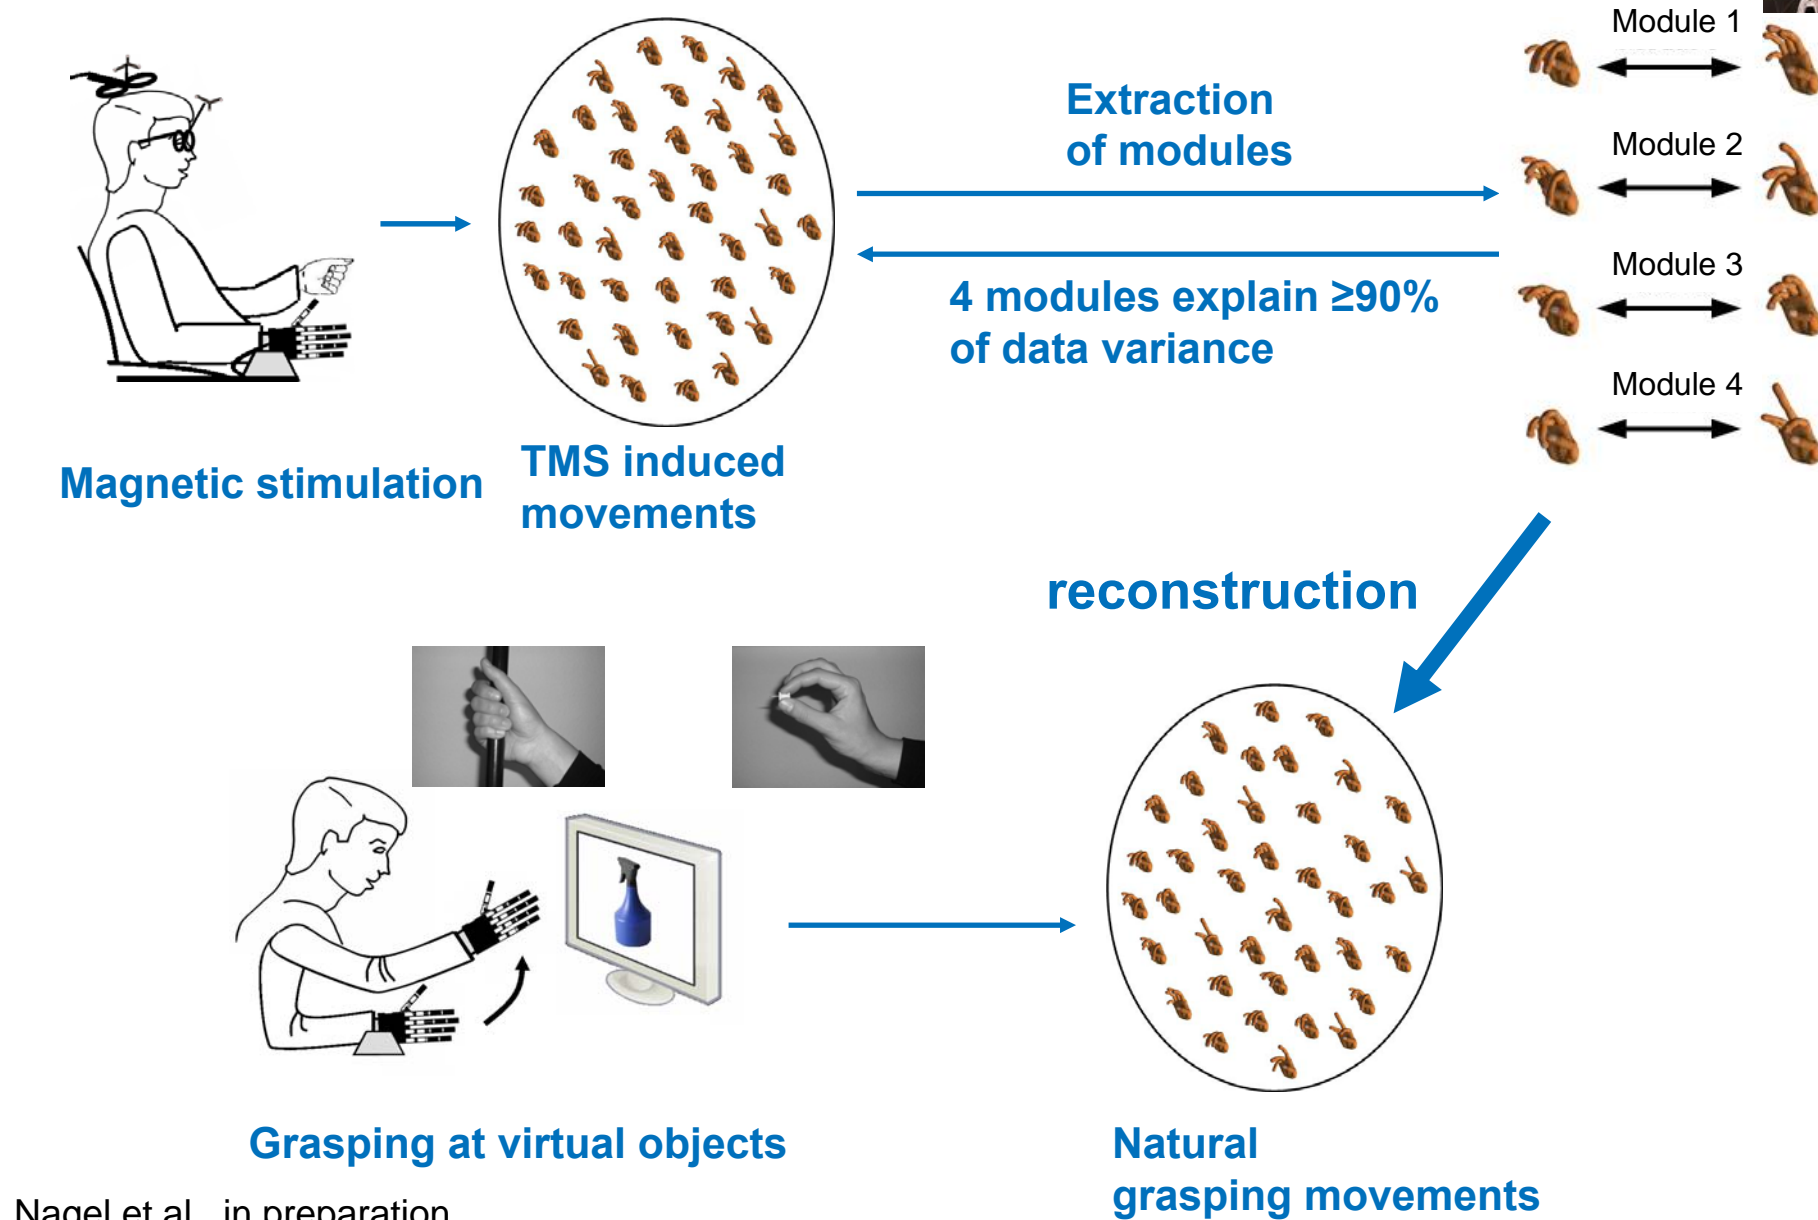 Module 1
Extraction
of modules
Module 2
Module 3
4 modules explain ≥90%
of data variance
Module 4
Magnetic stimulation
TMS induced
movements
reconstruction
Grasping at virtual objects
Natural
grasping movements
Nagel et al., in preparation